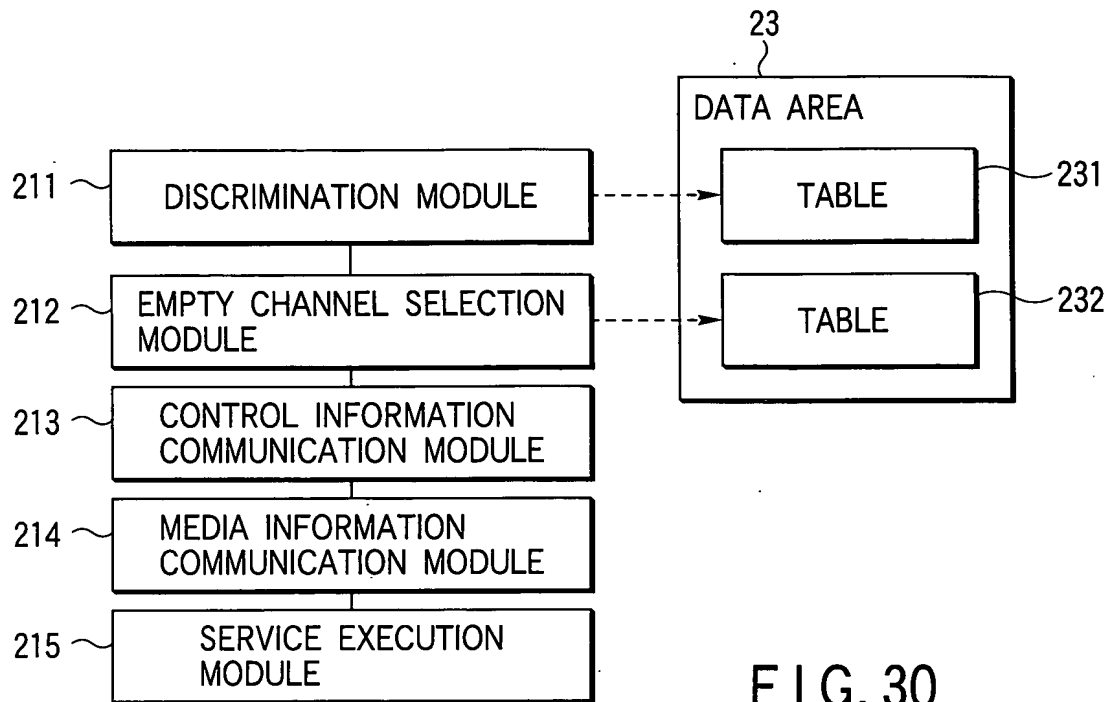 23
DATA AREA
211
DISCRIMINATION MODULE
TABLE
231
212
EMPTY CHANNEL SELECTION
MODULE
TABLE
232
213
CONTROL INFORMATION
COMMUNICATION MODULE
214
MEDIA INFORMATION
COMMUNICATION MODULE
215
SERVICE EXECUTION
MODULE
FIG. 30